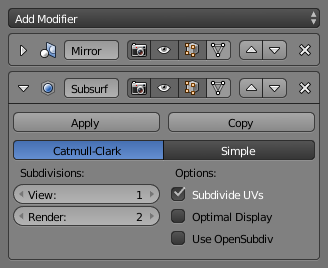 Add Modifier
Mirror
Subsurf
Apply Copy
Catmull-Clark Simple
Subdivisions: Options:
View: 1 Subdivide UVs
Render: 2 Optimal Display
Use OpenSubdiv